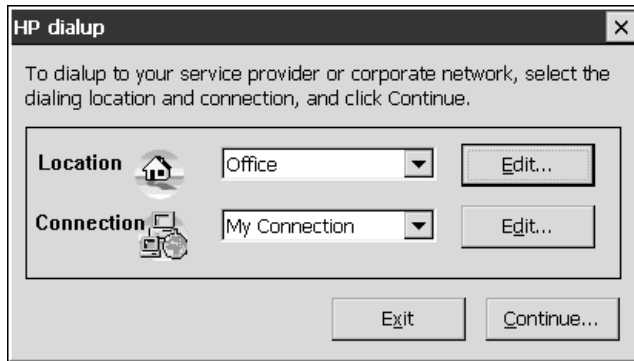 HP dialup
To dialup to your service provider or corporate network, select the
dialing location and connection, and click Continue.
Location Office Edit...
Connection My Connection Edit...
Exit Continue...